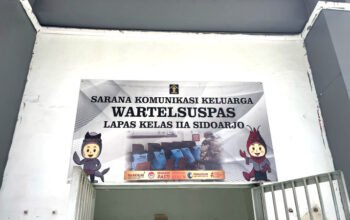 SARANA KOMUNIKASI KELUARGA
WARTELSUSPAS
LAPAS KELAS IIA SIDOARJO